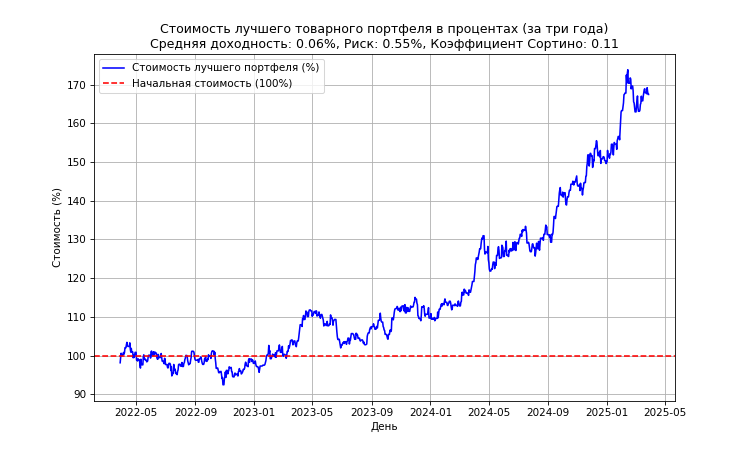 Стоимость лучшего товарного портфеля в процентах (за три года)
Средняя доходность: 0.06%, Риск: 0.55%, Коэффициент Сортино: 0.11
Стоимость лучшего портфеля (%)
Начальная стоимость (100%)
Стоимость (%)
170
160
150
140
130
120
110
100
90
2022-05 2022-09 2023-01 2023-05 2023-09 2024-01 2024-05 2024-09 2025-01 2025-05
День